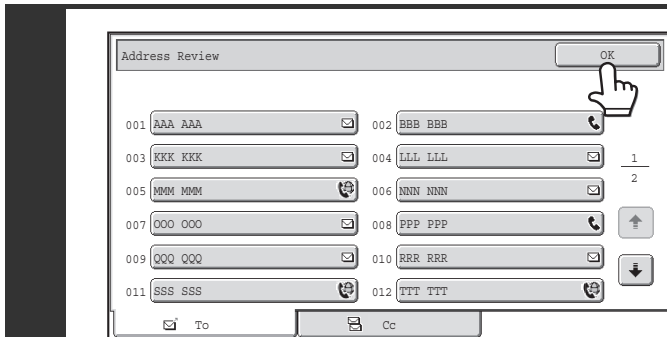 Address Review OK
001 AAA AAA 002 BBB BBB
003 KKK KKK 004 LLL LLL
1
005 MMM MMM 006 NNN NNN
2
007 OOO OOO 008 PPP PPP
009 QQQ QQQ 010 RRR RRR
011 SSS SSS 012 TTT TTT
To Cc